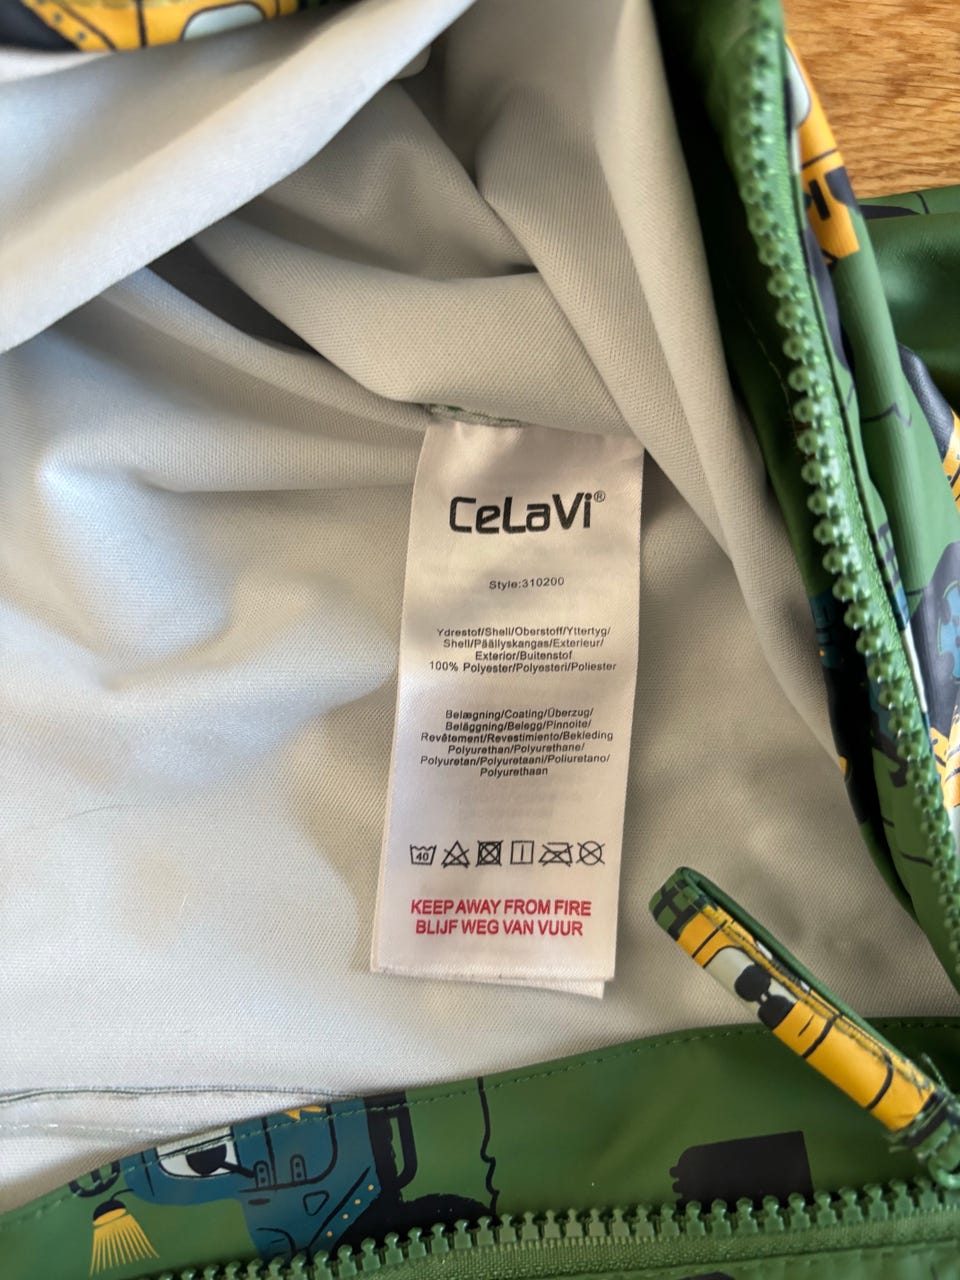 CeLaVi®
Style:310200
Ydrestof/Shell/Oberstoff/Yttertyg/
Shell/Päällyskangas/Exterieur/
Exterior/Buitenstof
100% Polyester/Polyesteri/Poliester
Belægning/Coating/Überzug/
Beläggning/Belegg/Pinnoite/
Revêtement/Revestimiento/Bekleding
Polyurethan/Polyurethane/
Polyuretan/Polyuretaani/Poliuretano/
Polyurethaan
40
KEEP AWAY FROM FIRE
BLIJF WEG VAN VUUR